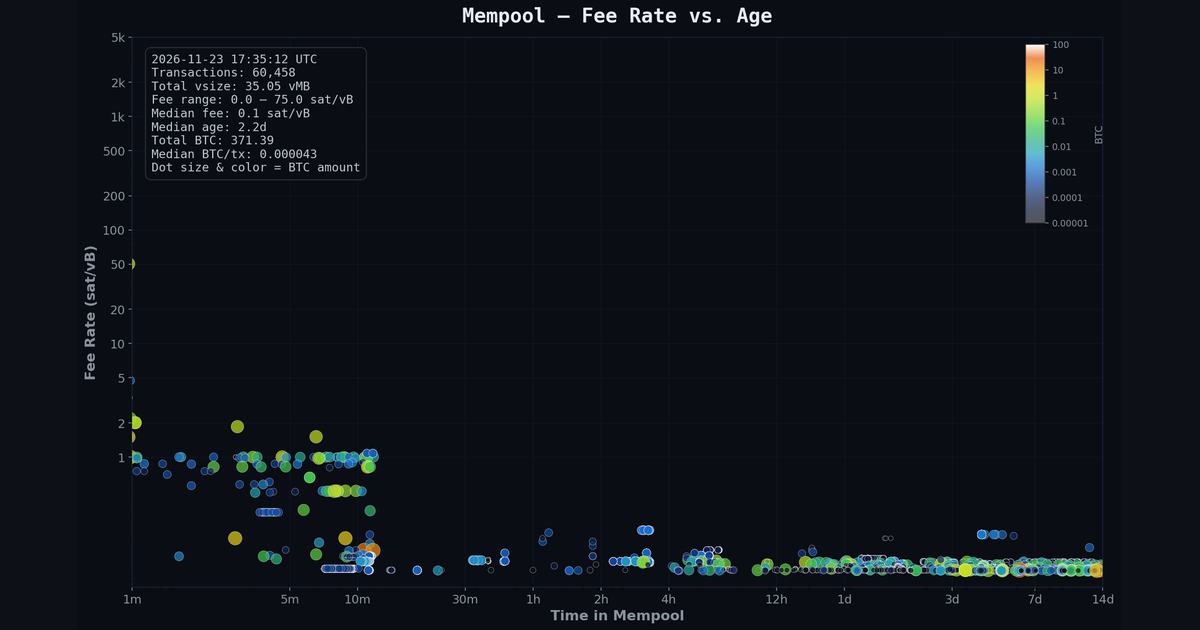 Mempool — Fee Rate vs. Age
2026-11-23 17:35:12 UTC
Transactions: 60,458
Total vsize: 35.05 vMB
Fee range: 0.0 – 75.0 sat/vB
Median fee: 0.1 sat/vB
Median age: 2.2d
Total BTC: 371.39
Median BTC/tx: 0.000043
Dot size & color = BTC amount
100
10
1
0.1
0.01
0.001
0.0001
0.00001
BTC
5k
2k
1k
500
200
100
50
20
10
5
2
1
Fee Rate (sat/vB)
1m
5m
10m
30m
1h
2h
4h
12h
1d
3d
7d
14d
Time in Mempool